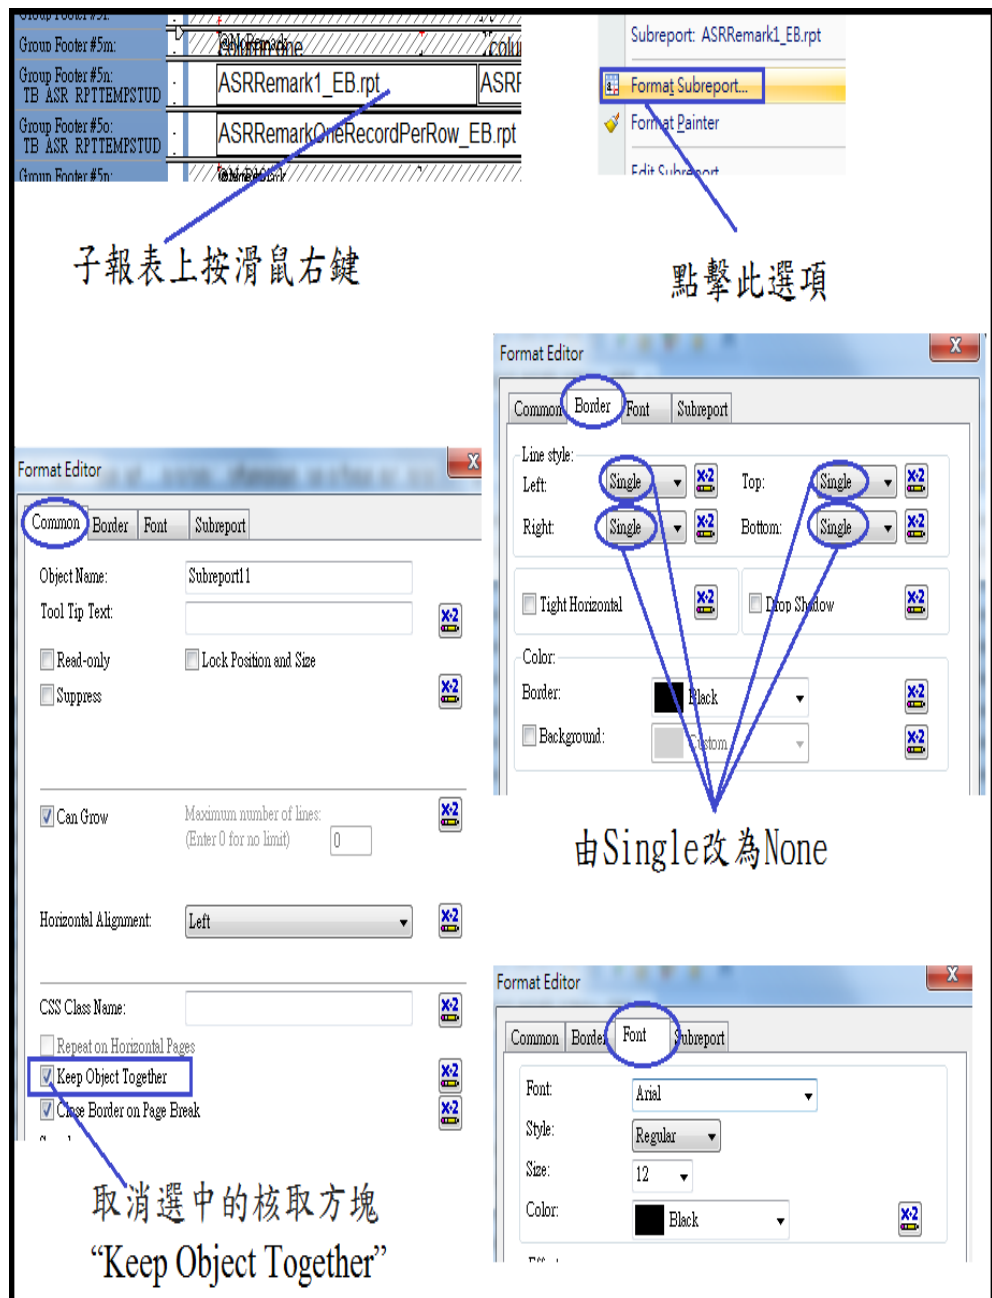 Group Footer #5m:
Group Footer #5n:
TB ASR RPTTEMPSTUD
ASRRemark1_EB.rpt
Group Footer #5o:
TB ASR RPTTEMPSTUD
ASRRemarkOneRecordPerRow_EB.rpt
子報表上按滑鼠右鍵
Subreport: ASRRemark1_EB.rpt
Format Subreport...
Format Painter
Edit Subreport
點擊此選項
Format Editor
X
Common Border Font Subreport
Line style:
Left: Single Top: Single
Right: Single Bottom: Single
Tight Horizontal Drop Shadow
Color:
Border: Black
Background: Custom
由Single改為None
Format Editor
X
Common Border Font Subreport
Object Name: Subreport11
Tool Tip Text:
Read-only Lock Position and Size
Suppress
Can Grow Maximum number of lines:
(Enter 0 for no limit) 0
Horizontal Alignment: Left
CSS Class Name:
Repeat on Horizontal Pages
Keep Object Together
Close Border on Page Break
取消選中的核取方塊
“Keep Object Together”
Format Editor
X
Common Border Font Subreport
Font: Arial
Style: Regular
Size: 12
Color: Black